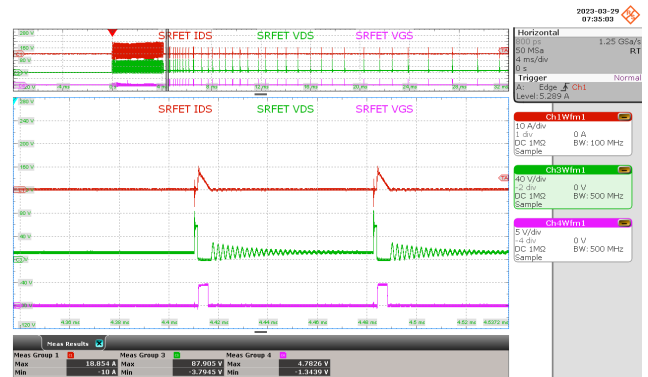 2023-03-29
07:35:03
Horizontal
800 ps 1.25 GSa/s
50 MSa RT
4 ms/div
0 s
Trigger Normal
A: Edge Ch1
Level: 5.289 A
SRFET IDS SRFET VDS SRFET VGS
SRFET IDS SRFET VDS SRFET VGS
Ch1Wfm1
10 A/div
1 div 0 A
DC 1MΩ BW: 100 MHz
Sample
Ch3Wfm1
40 V/div
-2 div 0 V
DC 1MΩ BW: 500 MHz
Sample
Ch4Wfm1
5 V/div
-4 div 0 V
DC 1MΩ BW: 500 MHz
Sample
Meas Results
Meas Group 1 Meas Group 3 Meas Group 4
Max 18.854 A Max 87.905 V Max 4.7826 V
Min -10 A Min -3.7945 V Min -1.3439 V